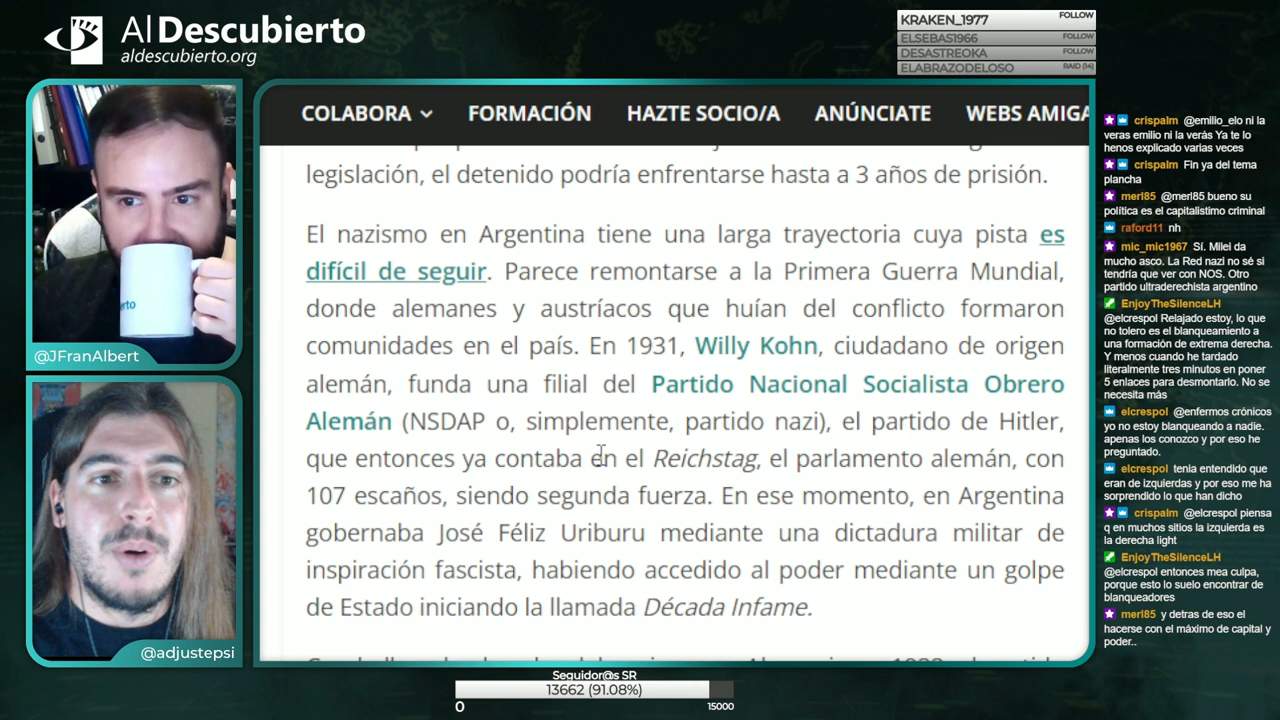 Al Descubierto
aldescubierto.org
KRAKEN_1977 FOLLOW
ELSEBAS1966 FOLLOW
DESASTREOKA FOLLOW
ELABRAZODELOSO RAID (14)
COLABORA FORMACIÓN HAZTE SOCIO/A ANÚNCIATE WEBS AMIGA
legislación, el detenido podría enfrentarse hasta a 3 años de prisión.
El nazismo en Argentina tiene una larga trayectoria cuya pista es
difícil de seguir. Parece remontarse a la Primera Guerra Mundial,
donde alemanes y austríacos que huían del conflicto formaron
comunidades en el país. En 1931, Willy Kohn, ciudadano de origen
alemán, funda una filial del Partido Nacional Socialista Obrero
Alemán (NSDAP o, simplemente, partido nazi), el partido de Hitler,
que entonces ya contaba en el Reichstag, el parlamento alemán, con
107 escaños, siendo segunda fuerza. En ese momento, en Argentina
gobernaba José Féliz Uriburu mediante una dictadura militar de
inspiración fascista, habiendo accedido al poder mediante un golpe
de Estado iniciando la llamada Década Infame.
erto
@JFranAlbert
@adjustepsi
crispalm @emilio_elo ni la
veras emilio ni la verás Ya te lo
henos explicado varias veces
crispalm Fin ya del tema
plancha
merl85 @merl85 bueno su
política es el capitalistimo criminal
raford11 nh
mic_mic1967 Sí. Milei da
mucho asco. La Red nazi no sé si
tendría que ver con NOS. Otro
partido ultraderechista argentino
EnjoyTheSilenceLH
@elcrespol Relajado estoy, lo que
no tolero es el blanqueamiento a
una formación de extrema derecha.
Y menos cuando he tardado
literalmente tres minutos en poner
5 enlaces para desmontarlo. No se
necesita más
elcrespol @enfermos crónicos
yo no estoy blanqueando a nadie.
apenas los conozco y por eso he
preguntado.
elcrespol tenia entendido que
eran de izquierdas y por eso me ha
sorprendido lo que han dicho
crispalm @elcrespol piensa
q en muchos sitios la izquierda es
la derecha light
EnjoyTheSilenceLH
@elcrespol entonces mea culpa,
porque esto lo suelo encontrar de
blanqueadores
merl85 y detras de eso el
hacerse con el máximo de capital y
poder..
Seguidor@s SR
13662 (91.08%)
0 15000